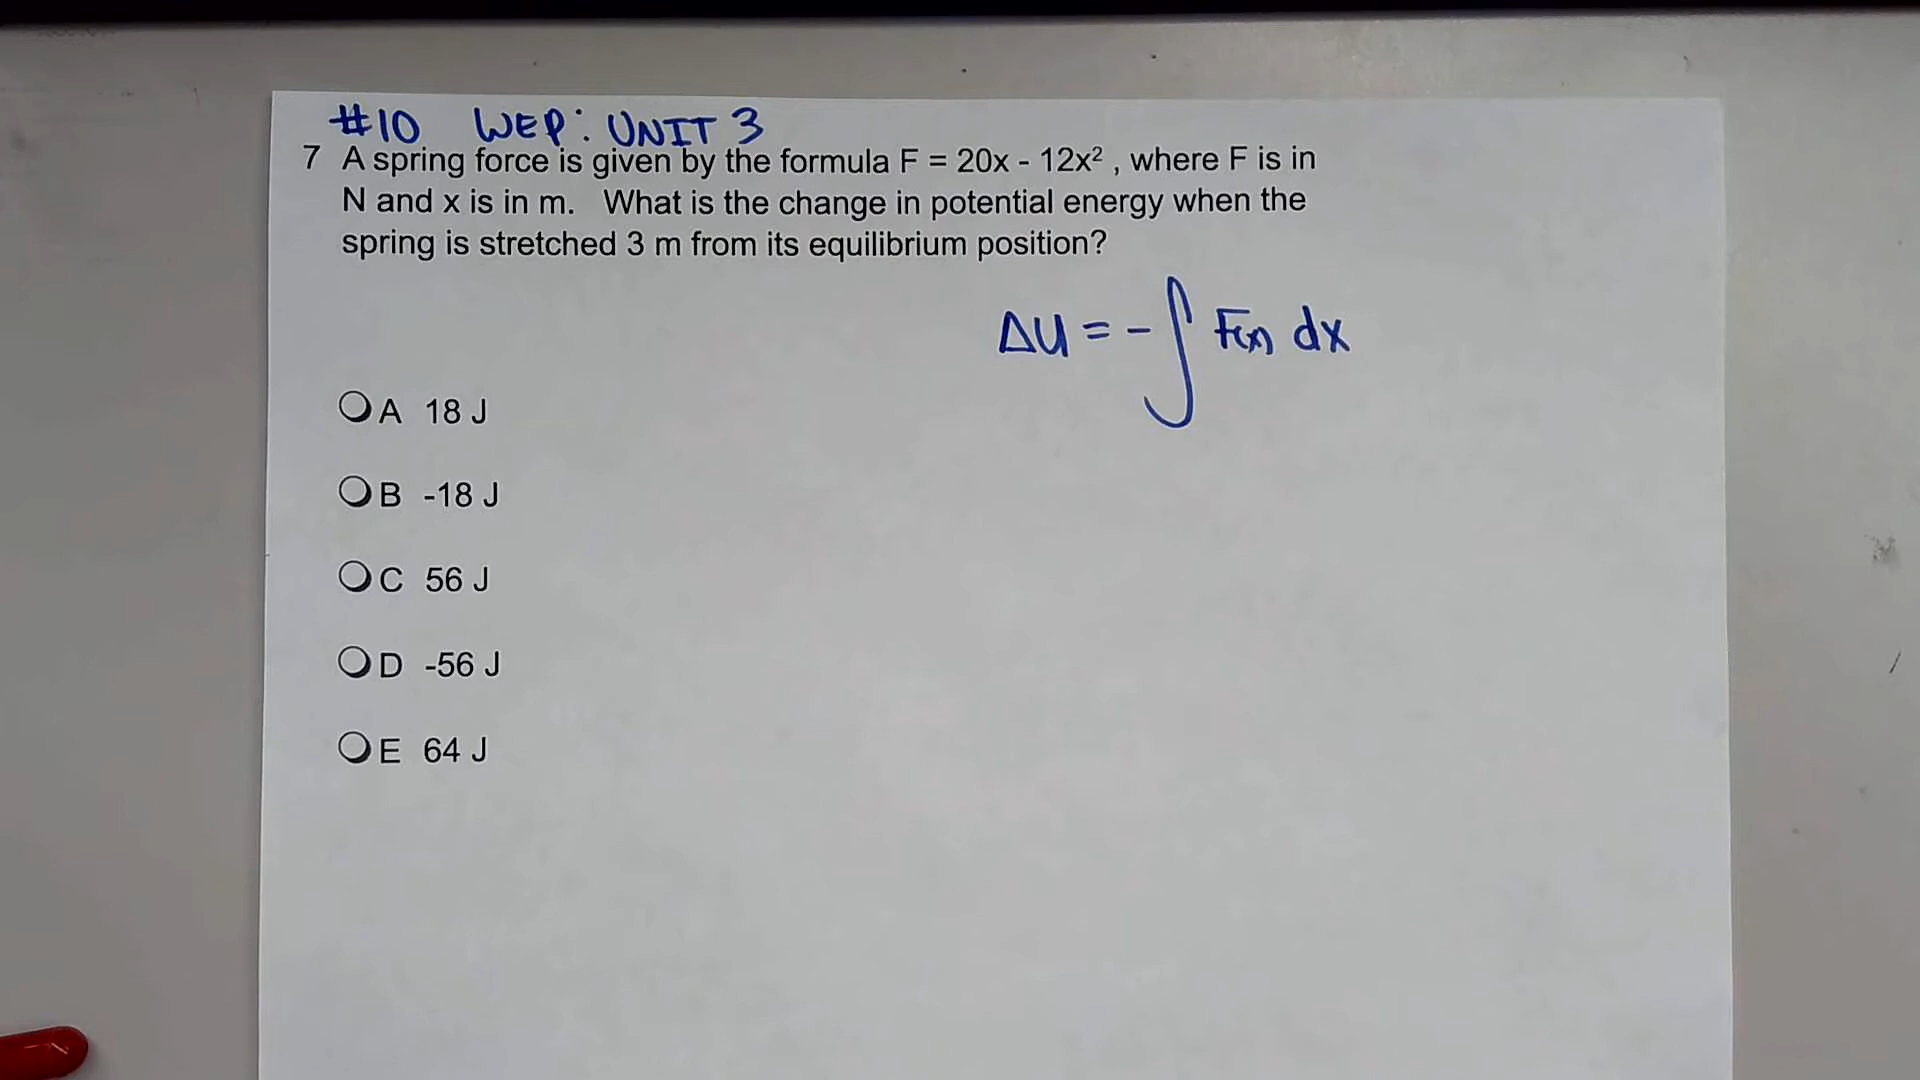 #10 WEP: UNIT 3
7 A spring force is given by the formula F = 20x - 12x² , where F is in
N and x is in m. What is the change in potential energy when the
spring is stretched 3 m from its equilibrium position?
ΔU = -∫ F(x) dx
A 18 J
B -18 J
C 56 J
D -56 J
E 64 J